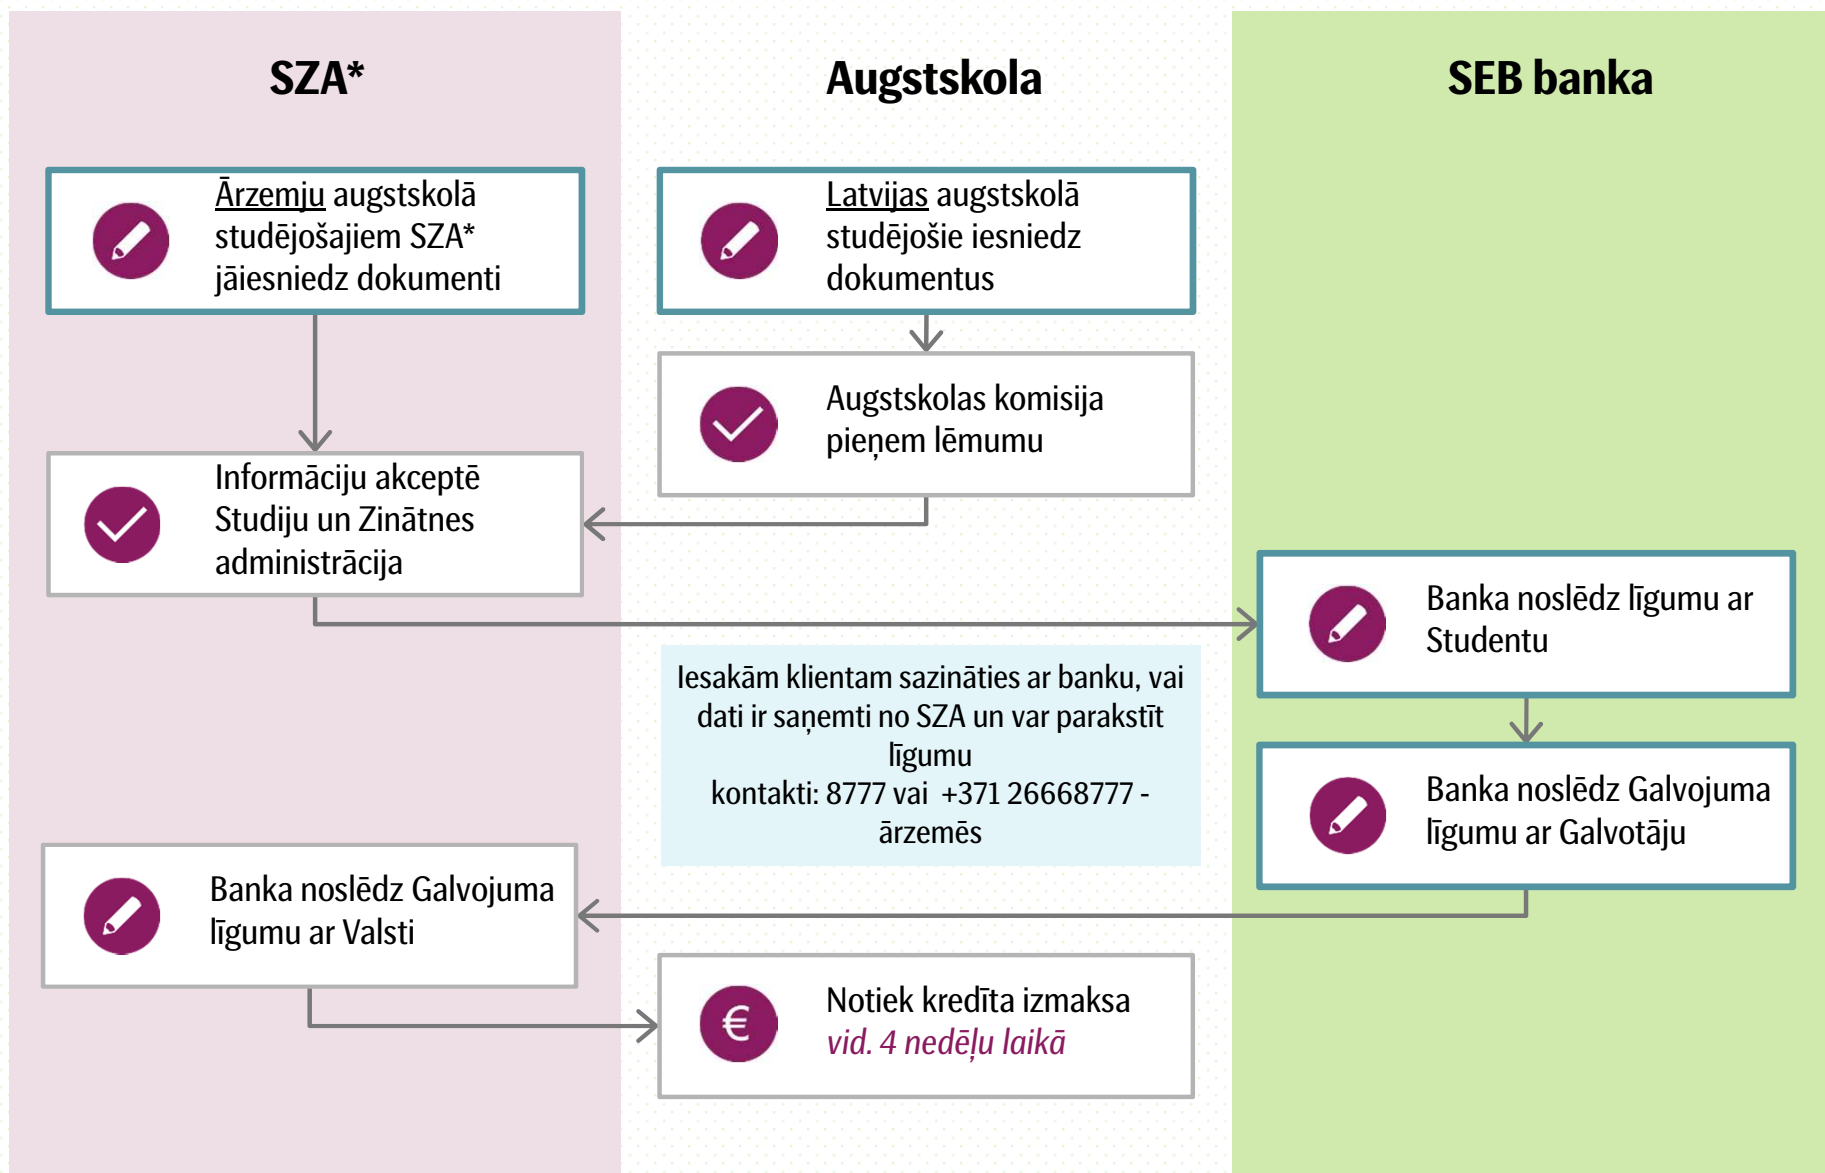 SZA*
Augstskola
SEB banka
Ārzemju augstskolā
studējošajiem SZA*
jāiesniedz dokumenti
Latvijas augstskolā
studējošie iesniedz
dokumentus
Augstskolas komisija
pieņem lēmumu
Informāciju akceptē
Studiju un Zinātnes
administrācija
Banka noslēdz līgumu ar
Studentu
Iesakām klientam sazināties ar banku, vai
dati ir saņemti no SZA un var parakstīt
līgumu
kontakti: 8777 vai +371 26668777 -
ārzemēs
Banka noslēdz Galvojuma
līgumu ar Galvotāju
Banka noslēdz Galvojuma
līgumu ar Valsti
€
Notiek kredīta izmaksa
vid. 4 nedēļu laikā